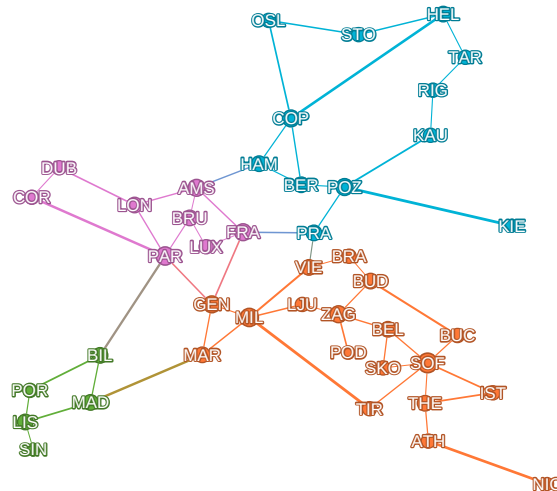 OSL
HEL
STO
TAR
RIG
COP
KAU
HAM
DUB
BER
POZ
AMS
COR
LON
BRU
KIE
FRA
PRA
LUX
PAR
BRA
VIE
BUD
GEN
LJU
MIL
ZAG
BEL
BUC
BIL
MAR
POD
SOF
SKO
POR
IST
MAD
THE
TIR
LIS
ATH
SIN
NIC